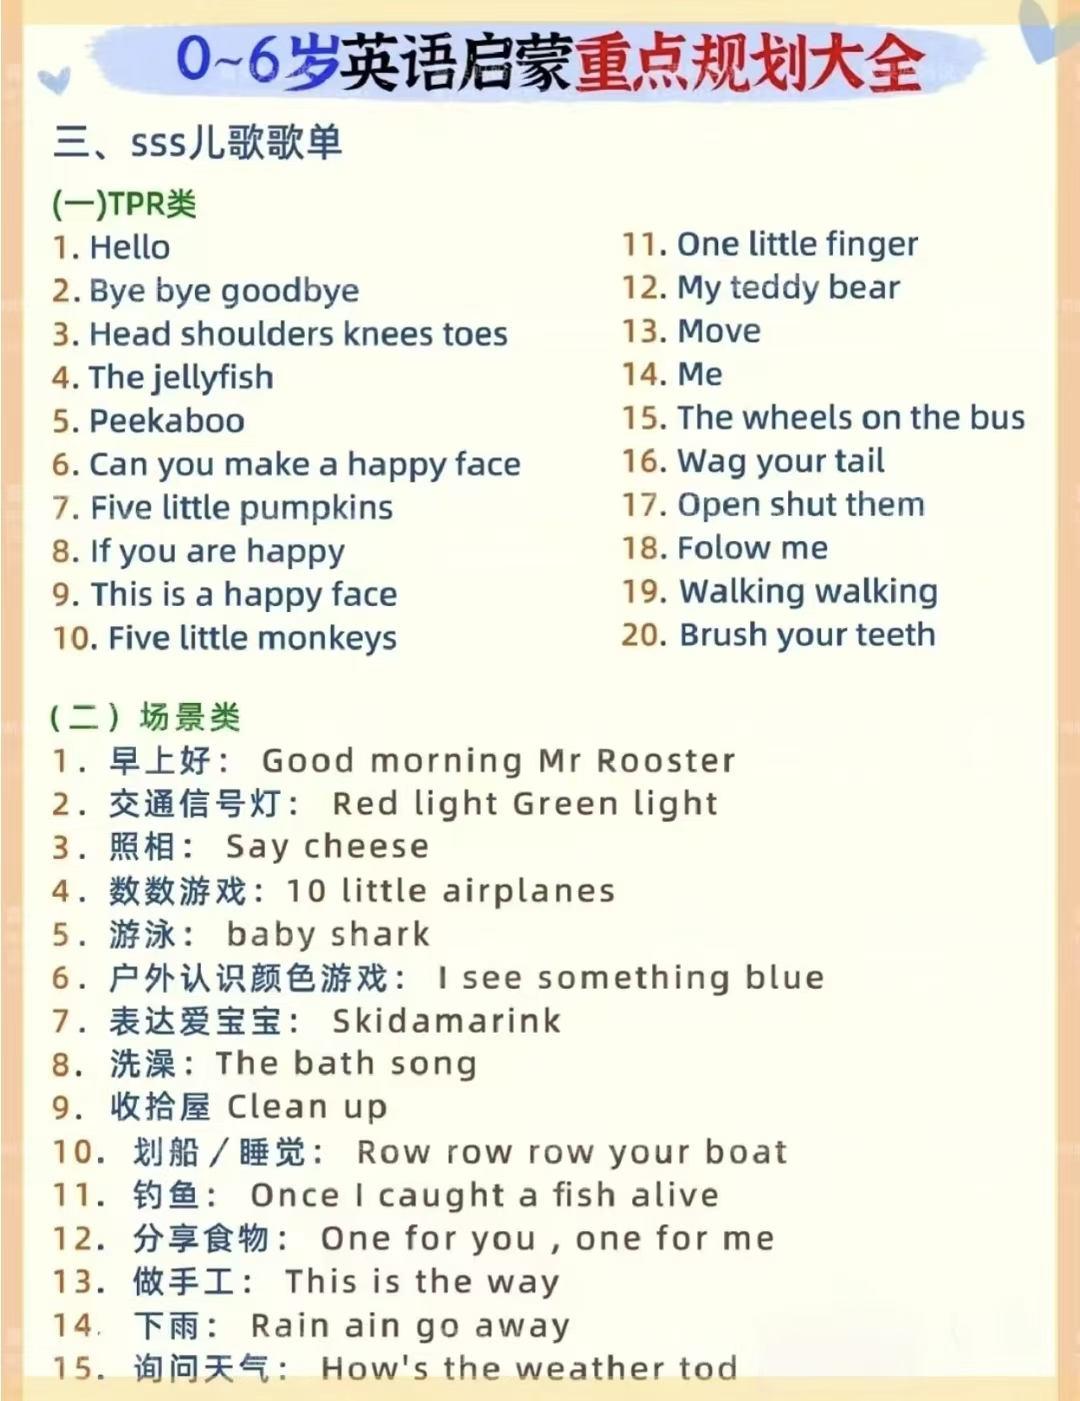 0~6岁英语启蒙重点规划大全
三、sss儿歌歌单
(一)TPR类
1. Hello
2. Bye bye goodbye
3. Head shoulders knees toes
4. The jellyfish
5. Peekaboo
6. Can you make a happy face
7. Five little pumpkins
8. If you are happy
9. This is a happy face
10. Five little monkeys
11. One little finger
12. My teddy bear
13. Move
14. Me
15. The wheels on the bus
16. Wag your tail
17. Open shut them
18. Folow me
19. Walking walking
20. Brush your teeth
(二）场景类
1. 早上好： Good morning Mr Rooster
2. 交通信号灯： Red light Green light
3. 照相： Say cheese
4. 数数游戏：10 little airplanes
5. 游泳： baby shark
6. 户外认识颜色游戏： I see something blue
7. 表达爱宝宝： Skidamarink
8. 洗澡：The bath song
9. 收拾屋 Clean up
10. 划船／睡觉： Row row row your boat
11. 钓鱼： Once I caught a fish alive
12. 分享食物： One for you , one for me
13. 做手工： This is the way
14. 下雨： Rain ain go away
15. 询问天气： How's the weather tod